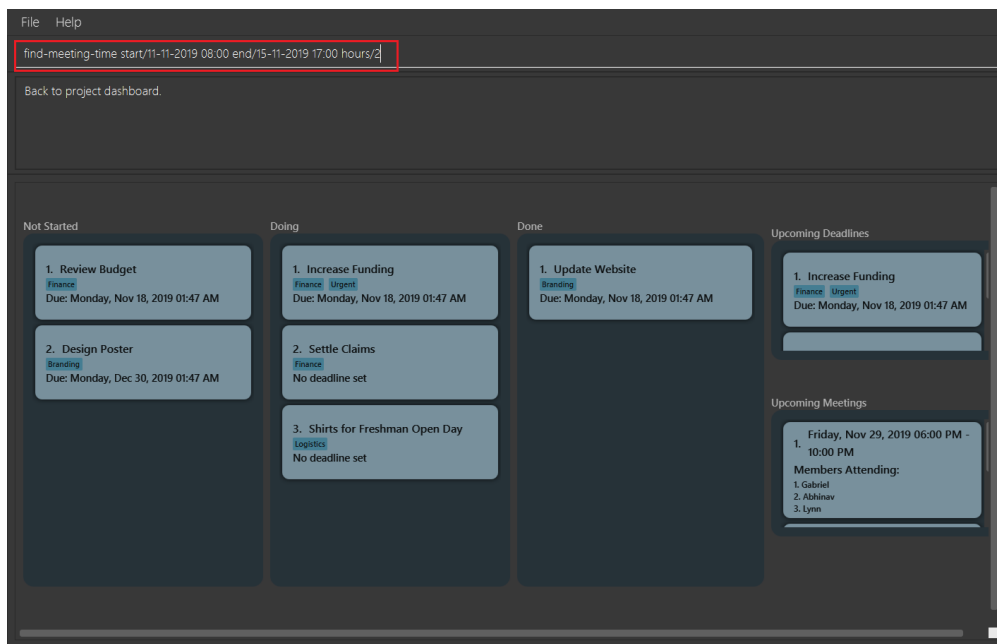 File Help
find-meeting-time start/11-11-2019 08:00 end/15-11-2019 17:00 hours/2
Back to project dashboard.
Not Started
1. Review Budget
Finance
Due: Monday, Nov 18, 2019 01:47 AM
2. Design Poster
Branding
Due: Monday, Dec 30, 2019 01:47 AM
Doing
1. Increase Funding
Finance Urgent
Due: Monday, Nov 18, 2019 01:47 AM
2. Settle Claims
Finance
No deadline set
3. Shirts for Freshman Open Day
Logistics
No deadline set
Done
1. Update Website
Branding
Due: Monday, Nov 18, 2019 01:47 AM
Upcoming Deadlines
1. Increase Funding
Finance Urgent
Due: Monday, Nov 18, 2019 01:47 AM
Upcoming Meetings
1. Friday, Nov 29, 2019 06:00 PM -
10:00 PM
Members Attending:
1. Gabriel
2. Abhinav
3. Lynn